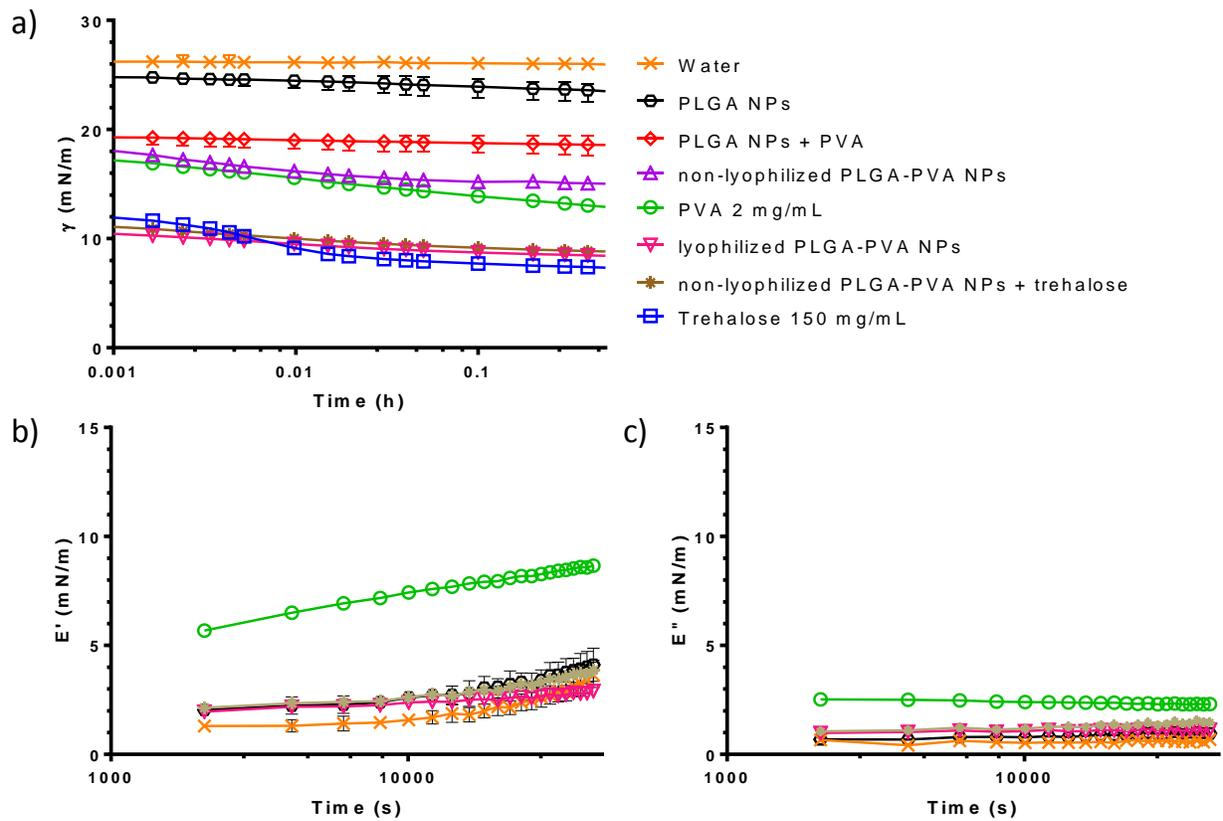 a)
30
20
10
0
γ (mN/m)
0.001
0.01
0.1
Time (h)
Water
PLGA NPs
PLGA NPs + PVA
non-lyophilized PLGA-PVA NPs
PVA 2 mg/mL
lyophilized PLGA-PVA NPs
non-lyophilized PLGA-PVA NPs + trehalose
Trehalose 150 mg/mL
b)
15
10
5
0
E' (mN/m)
1000
10000
Time (s)
c)
15
10
5
0
E" (mN/m)
1000
10000
Time (s)